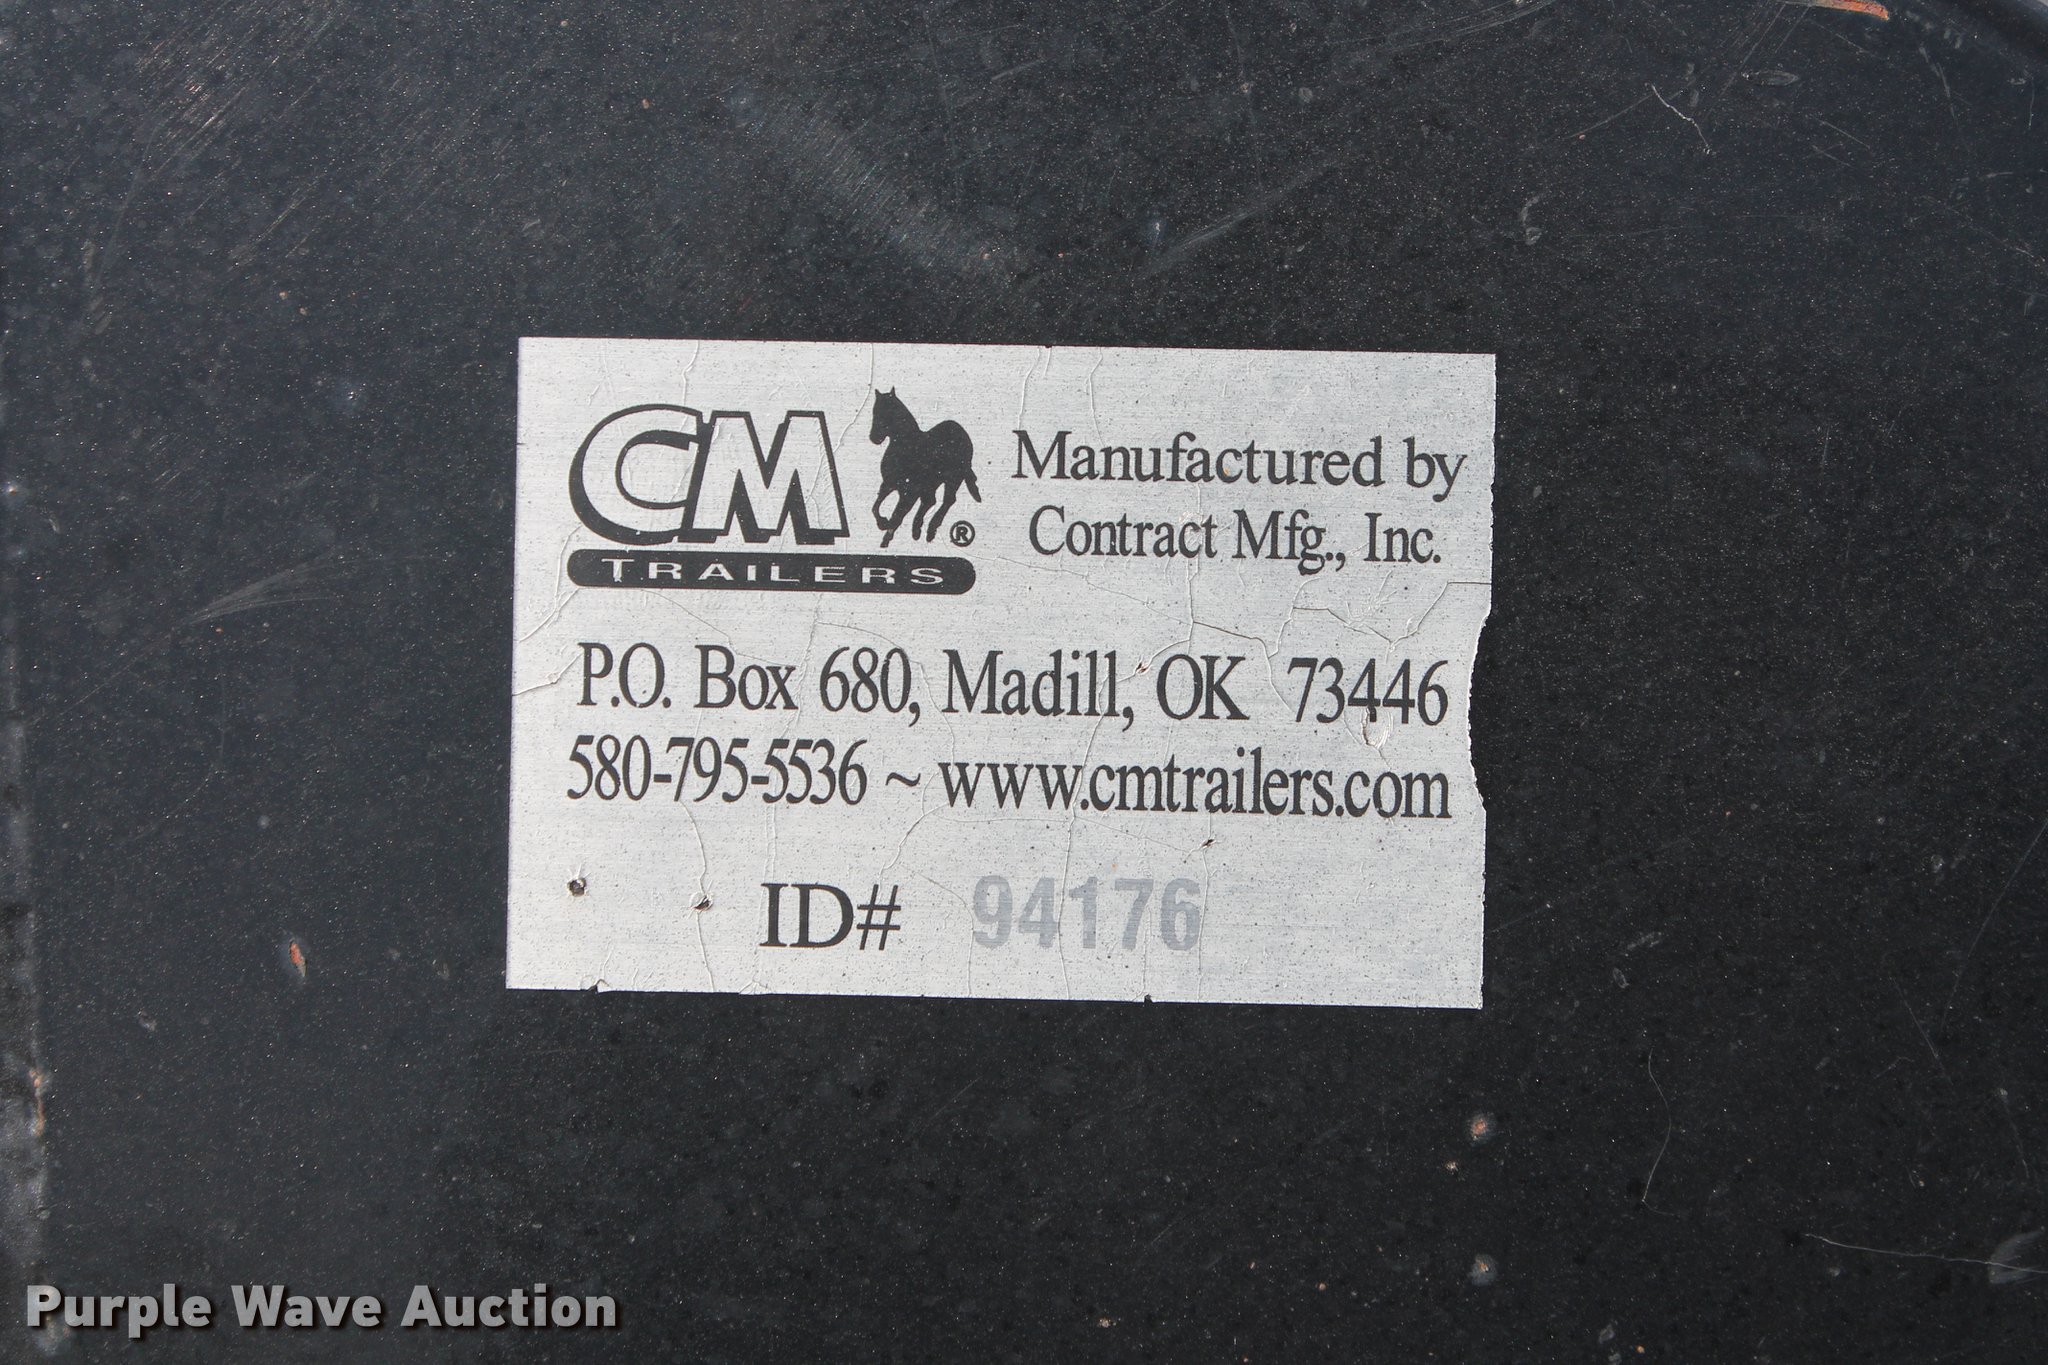 CM ®
TRAILERS
Manufactured by
Contract Mfg., Inc.
P.O. Box 680, Madill, OK 73446
580-795-5536 ~ www.cmtrailers.com
ID# 94176
Purple Wave Auction